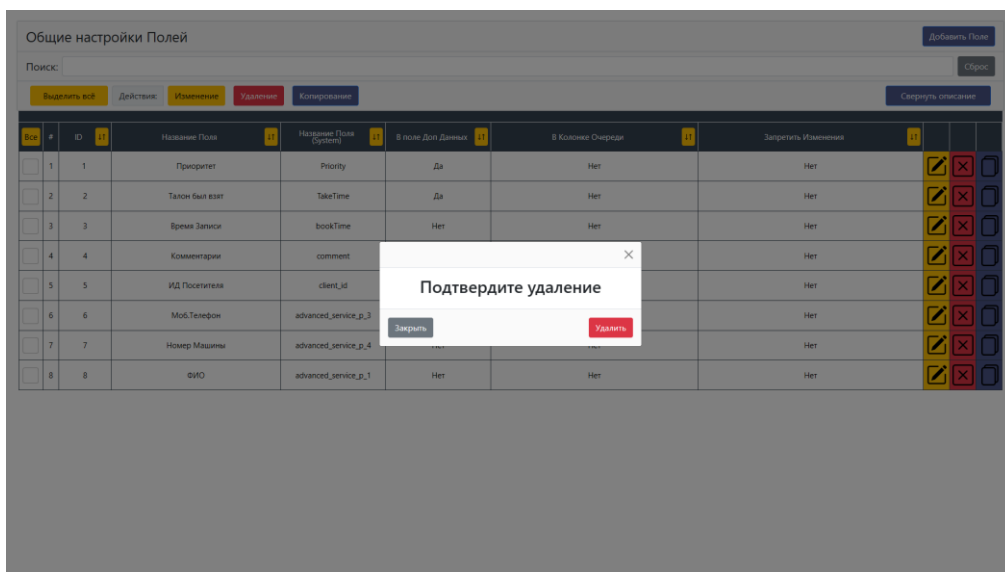 Общие настройки Полей Добавить Поле
Поиск: Сброс
Выделить всё Действия: Изменение Удаление Копирование Свернуть описание
Все # ID Название Поля Название Поля (System) В поле Доп Данных В Колонке Очереди Запретить Изменения
1 1 Приоритет Priority Да Нет Нет
2 2 Талон был взят TakeTime Да Нет Нет
3 3 Время Записи bookTime Нет Нет Нет
4 4 Комментарии comment Нет
5 5 ИД Посетителя client_id Нет
6 6 Моб.Телефон advanced_service_p_3 Нет
7 7 Номер Машины advanced_service_p_4 Нет Нет Нет
8 8 ФИО advanced_service_p_1 Нет Нет Нет
Подтвердите удаление
Закрыть Удалить